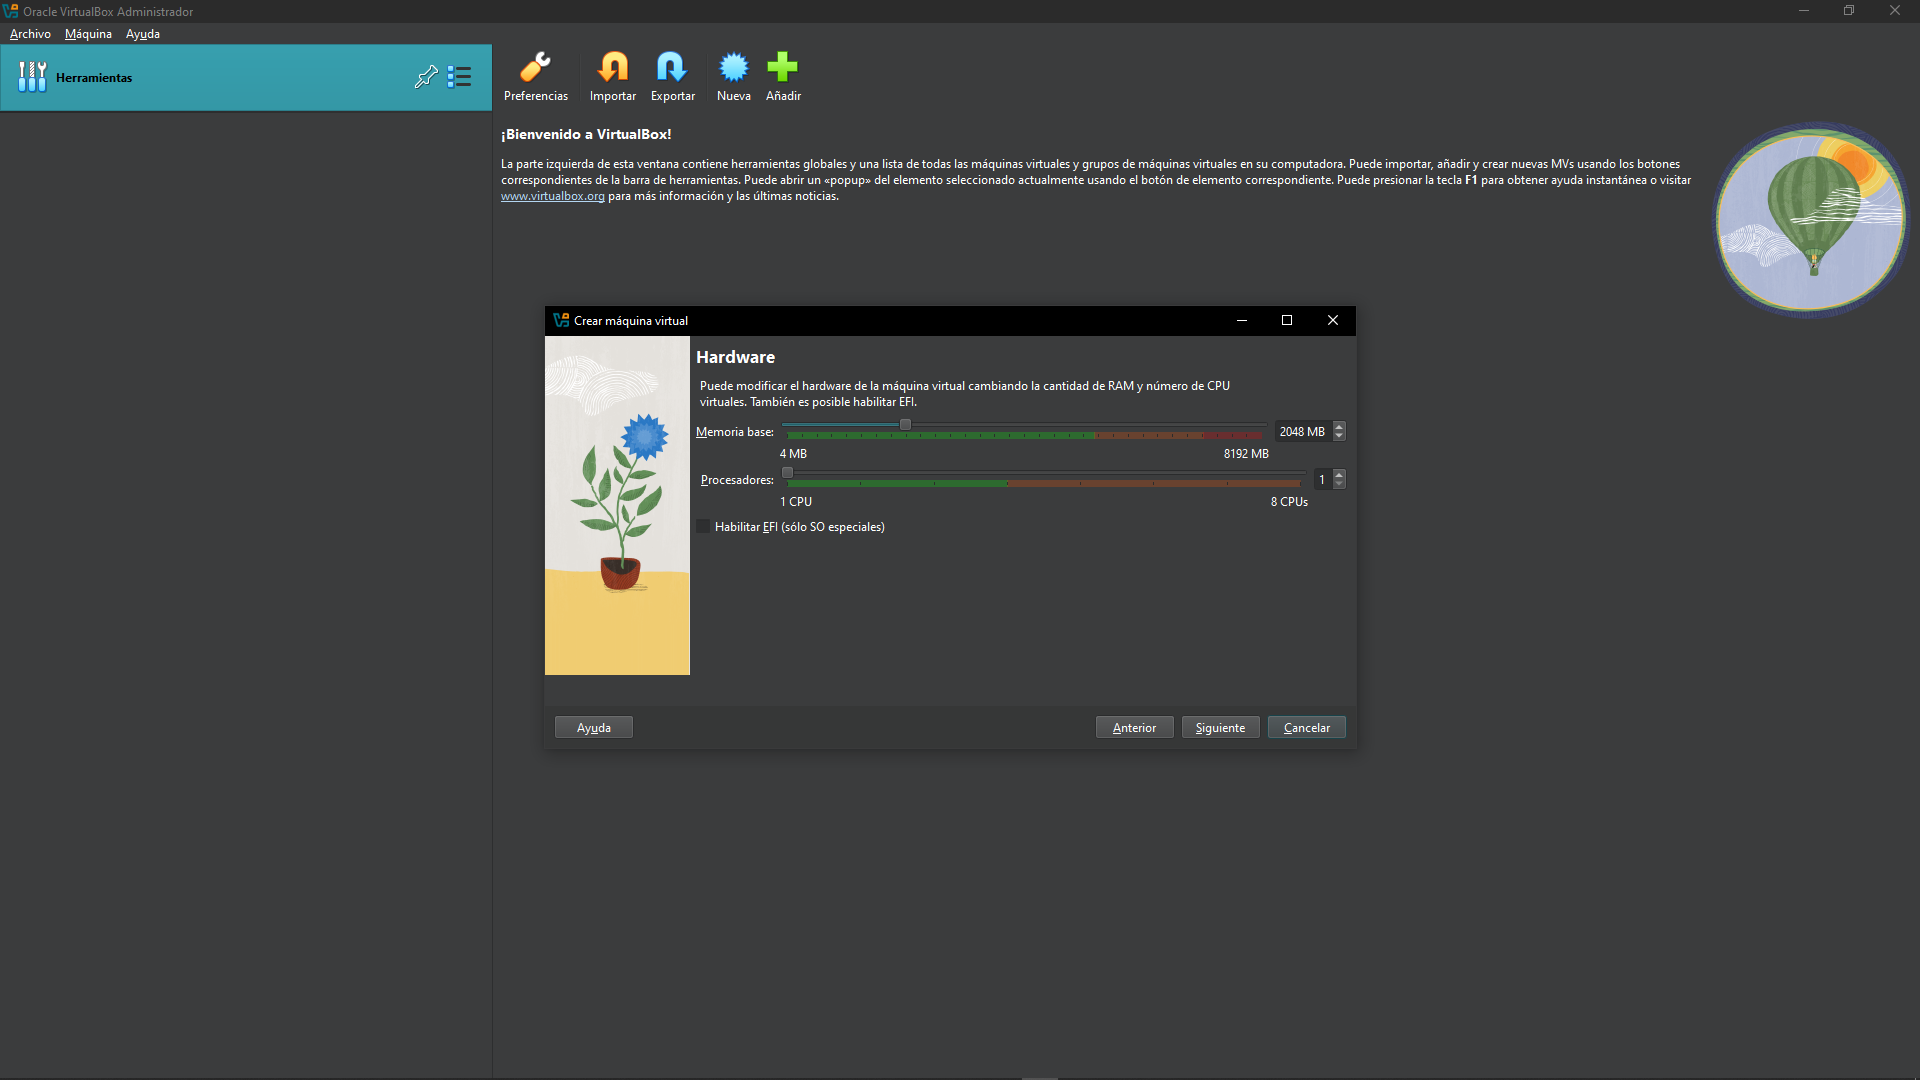 Oracle VirtualBox Administrador
Archivo Máquina Ayuda
Herramientas
Preferencias Importar Exportar Nueva Añadir
¡Bienvenido a VirtualBox!
La parte izquierda de esta ventana contiene herramientas globales y una lista de todas las máquinas virtuales y grupos de máquinas virtuales en su computadora. Puede importar, añadir y crear nuevas MVs usando los botones
correspondientes de la barra de herramientas. Puede abrir un «popup» del elemento seleccionado actualmente usando el botón de elemento correspondiente. Puede presionar la tecla F1 para obtener ayuda instantánea o visitar
www.virtualbox.org para más información y las últimas noticias.
Crear máquina virtual
Hardware
Puede modificar el hardware de la máquina virtual cambiando la cantidad de RAM y número de CPU
virtuales. También es posible habilitar EFI.
Memoria base: 2048 MB
4 MB 8192 MB
Procesadores: 1
1 CPU 8 CPUs
Habilitar EFI (sólo SO especiales)
Ayuda Anterior Siguiente Cancelar